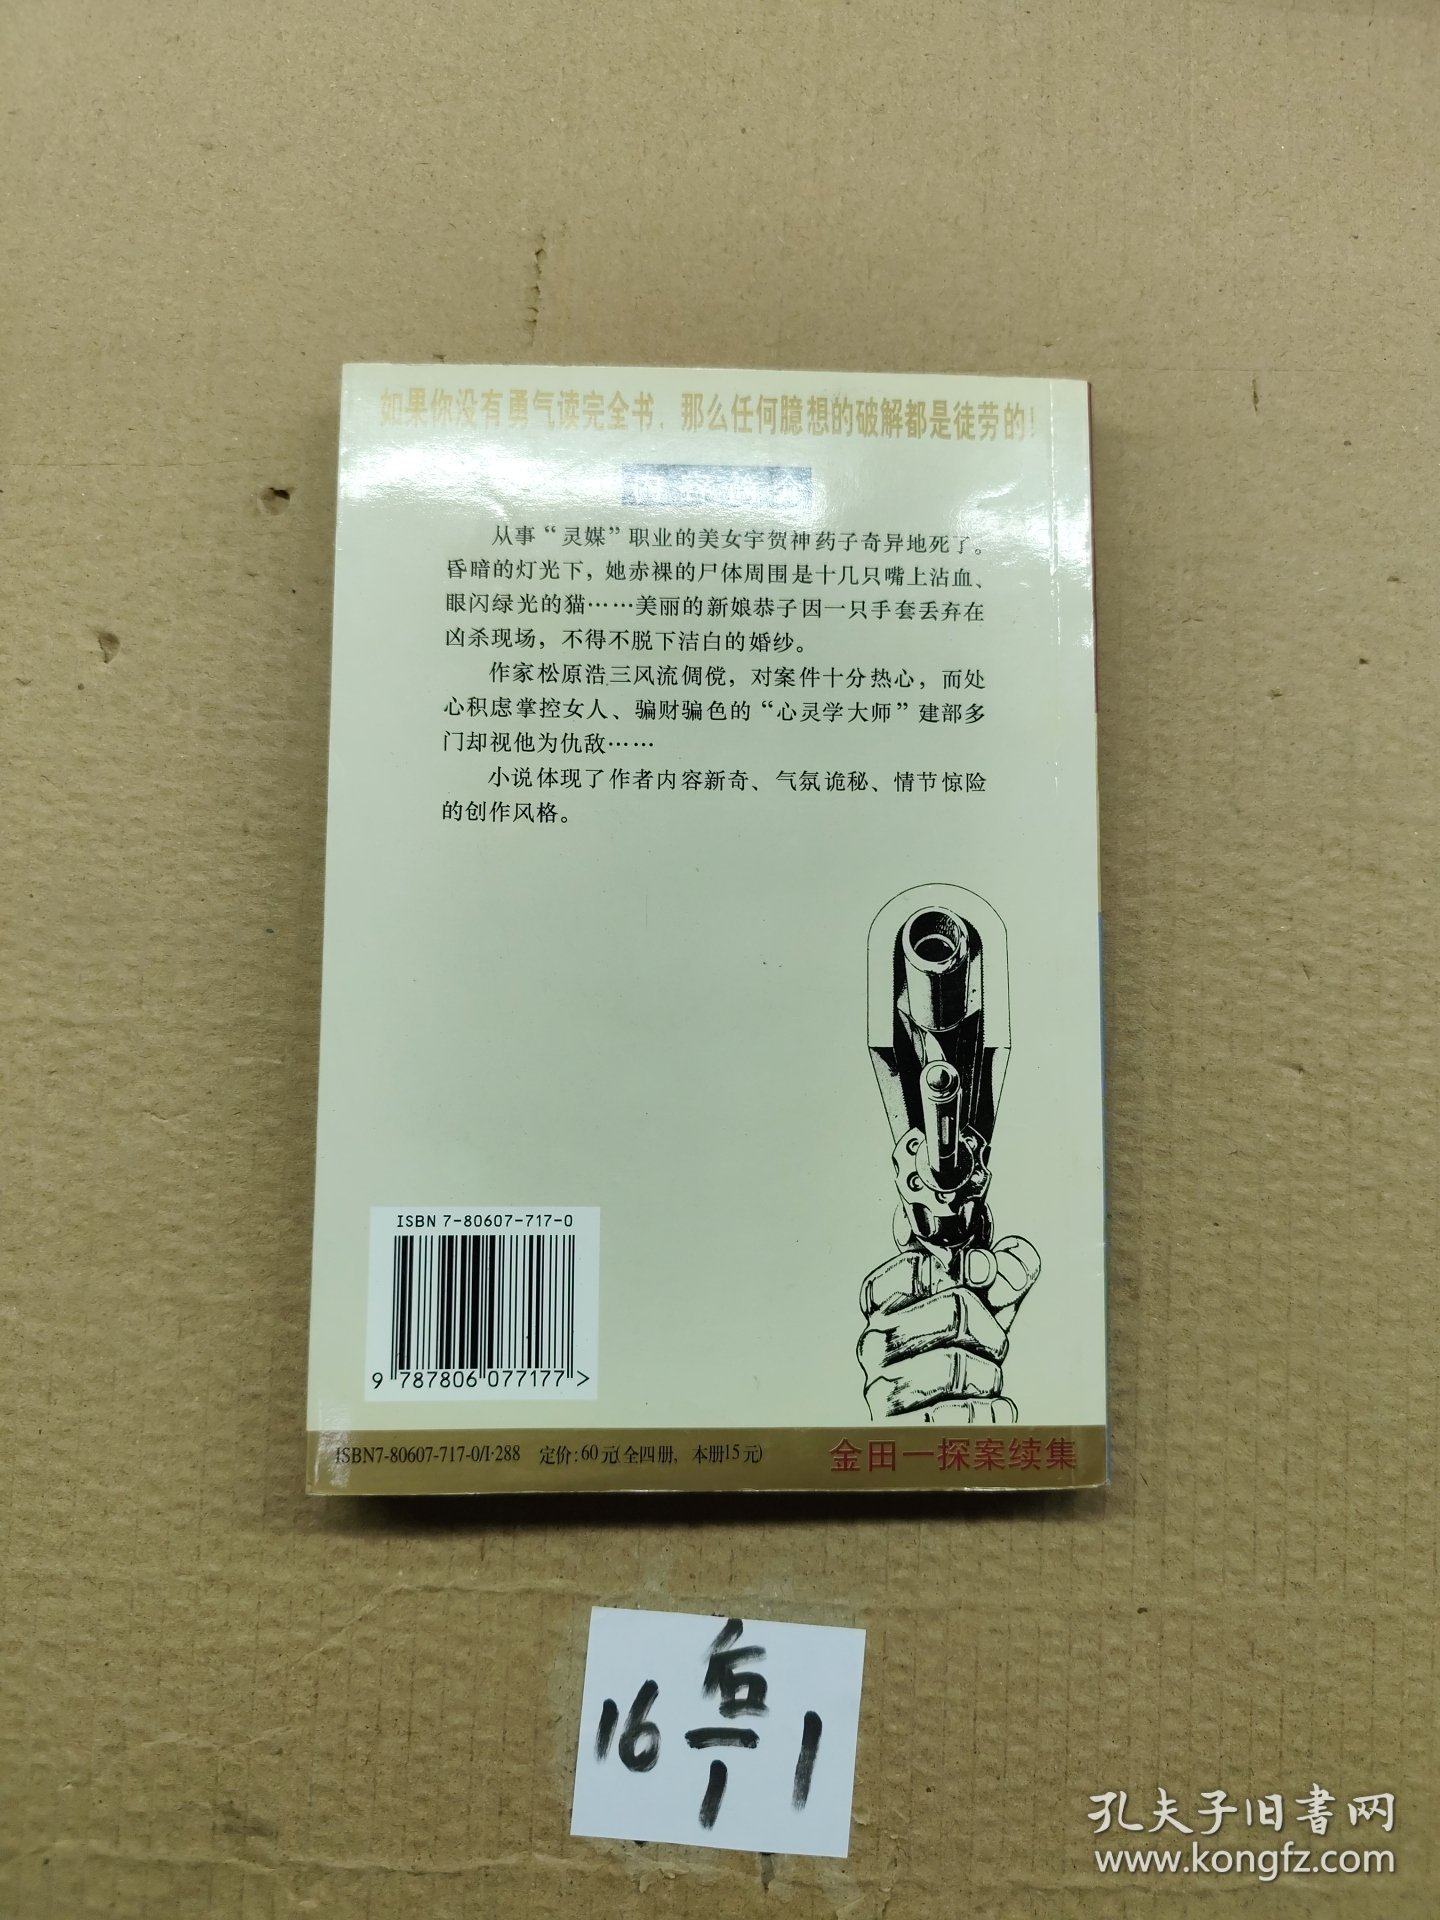 如果你没有勇气读完全书，那么任何臆想的破解都是徒劳的！
从事“灵媒”职业的美女宇贺神药子奇异地死了。
昏暗的灯光下，她赤裸的尸体周围是十几只嘴上沾血、
眼闪绿光的猫……美丽的新娘恭子因一只手套丢弃在
凶杀现场，不得不脱下洁白的婚纱。
作家松原浩三风流倜傥，对案件十分热心，而处
心积虑掌控女人、骗财骗色的“心灵学大师”建部多
门却视他为仇敌……
小说体现了作者内容新奇、气氛诡秘、情节惊险
的创作风格。
ISBN 7-80607-717-0
9 787806 077177 >
ISBN7-80607-717-0/I·288 定价：60元(全四册，本册15元)
金田一探案续集
16 后/1 1
孔夫子旧书网
www.kongfz.com